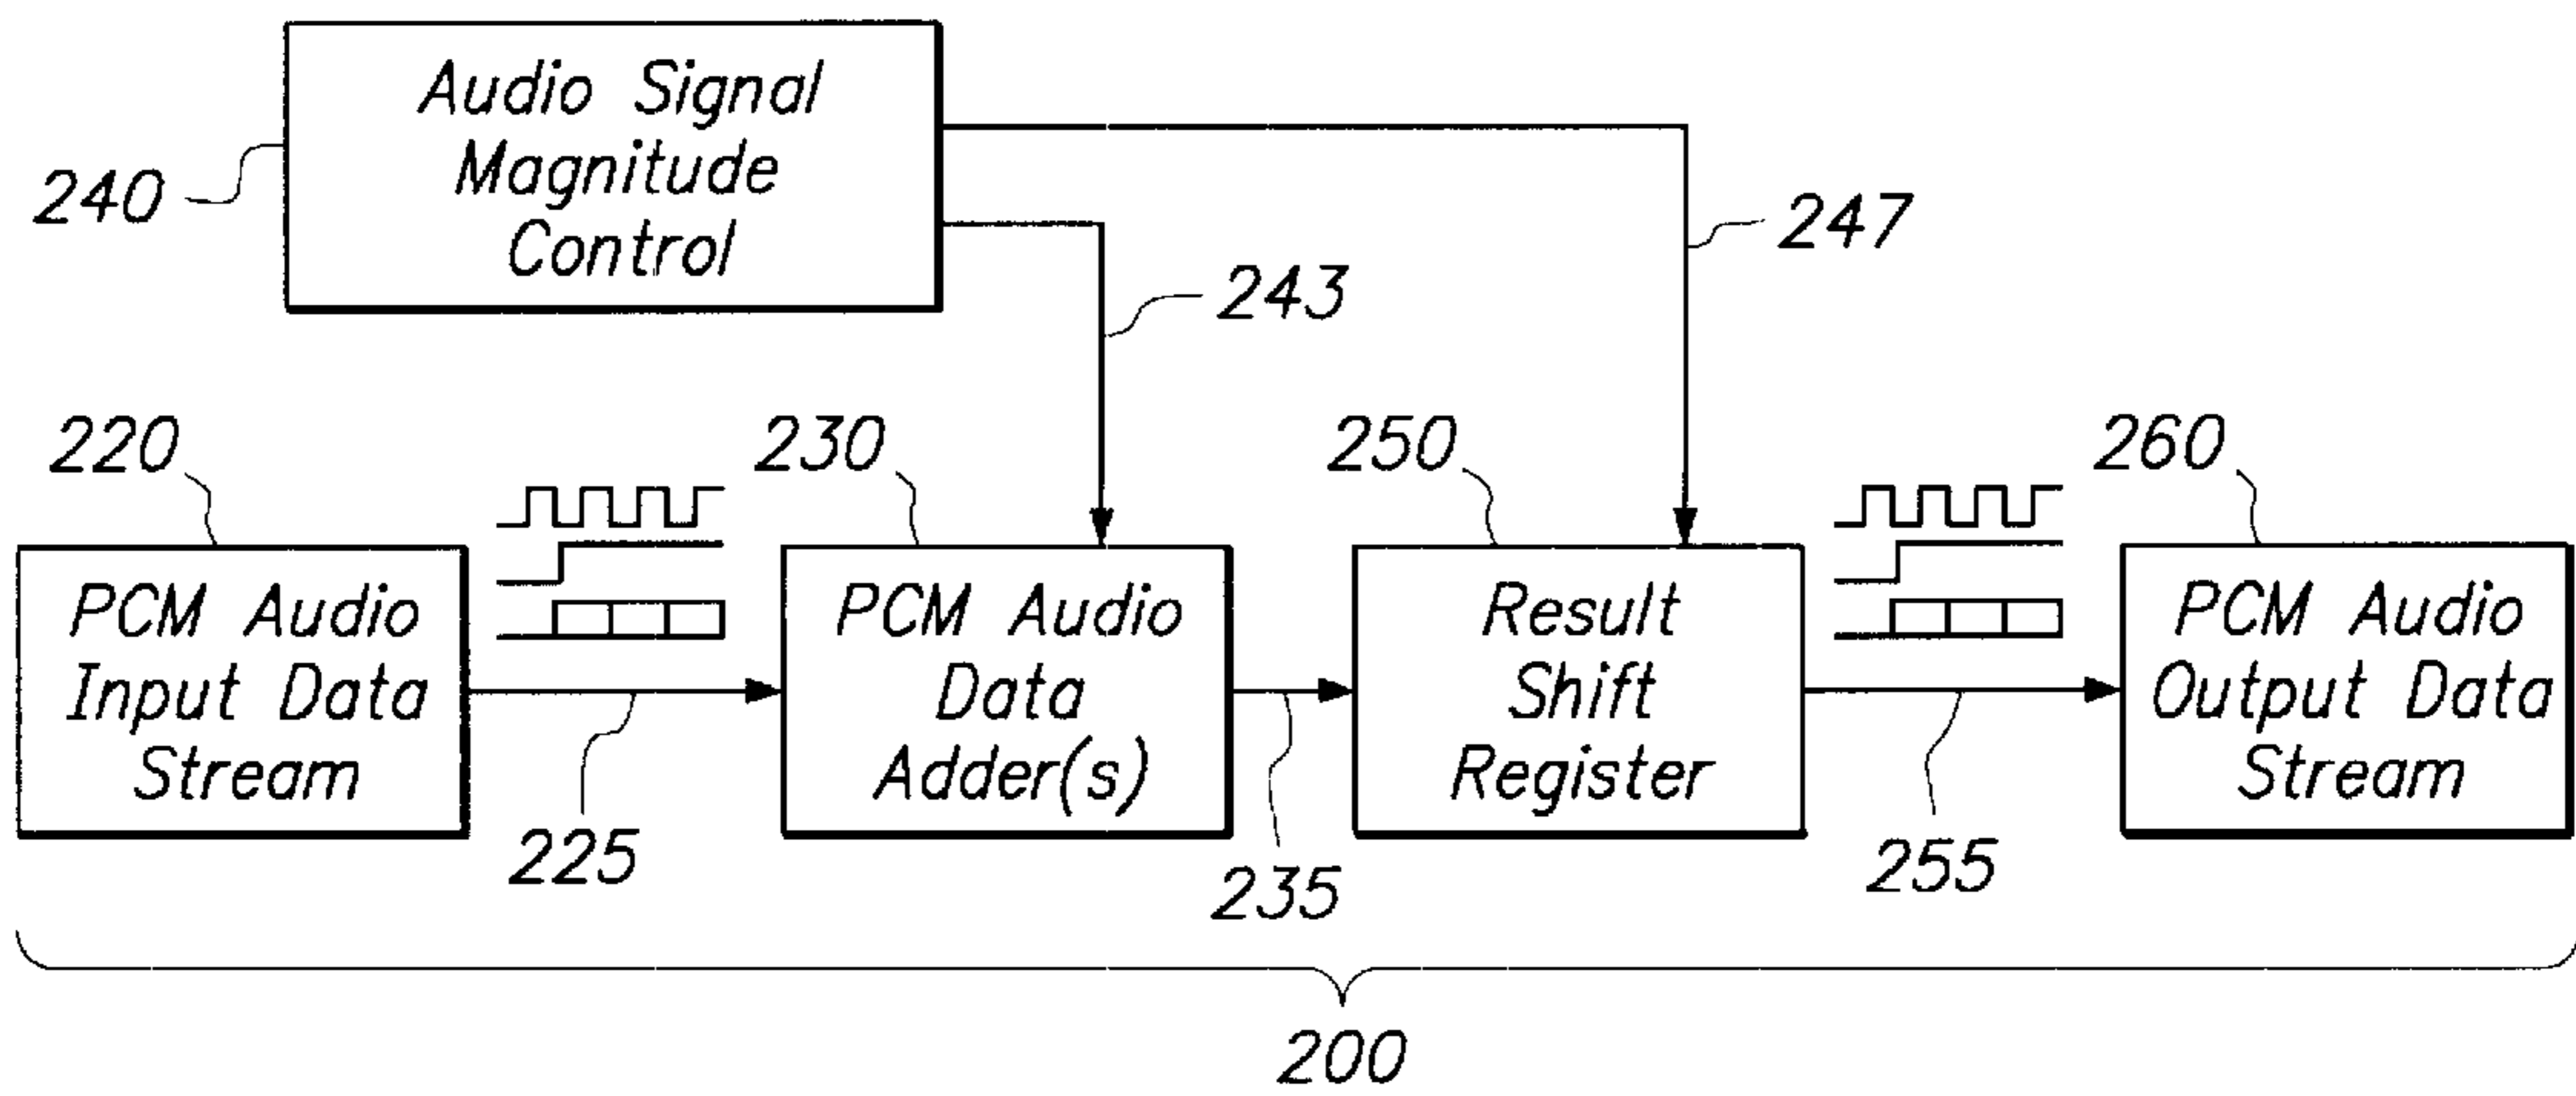 Audio Signal
Magnitude
Control
240
247
243
220
230
250
260
PCM Audio
Input Data
Stream
PCM Audio
Data
Adder(s)
Result
Shift
Register
PCM Audio
Output Data
Stream
225
235
255
200